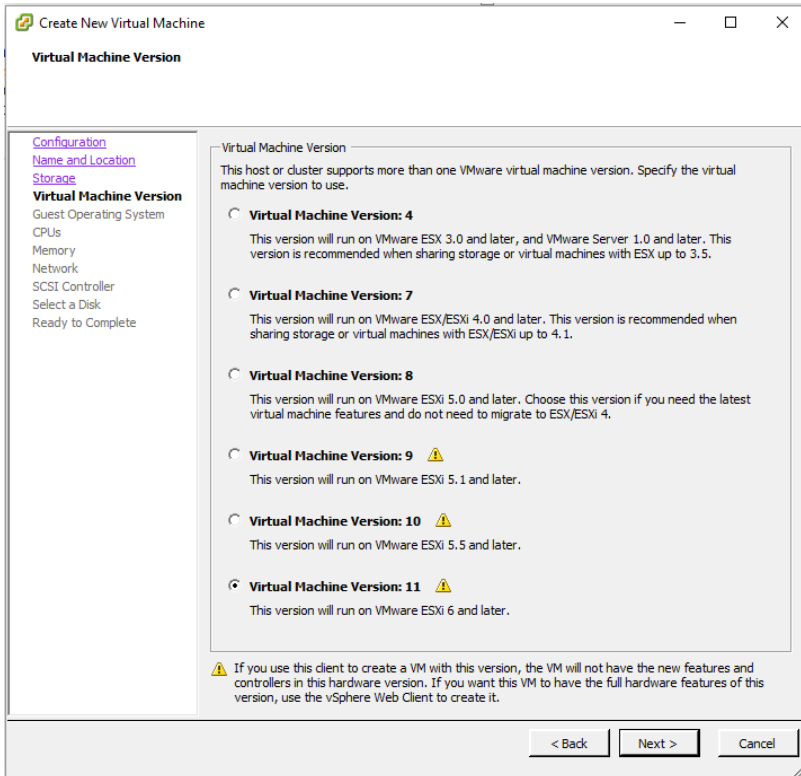 Create New Virtual Machine
Virtual Machine Version
Configuration
Name and Location
Storage
Virtual Machine Version
Guest Operating System
CPUs
Memory
Network
SCSI Controller
Select a Disk
Ready to Complete
Virtual Machine Version
This host or cluster supports more than one VMware virtual machine version. Specify the virtual
machine version to use.
Virtual Machine Version: 4
This version will run on VMware ESX 3.0 and later, and VMware Server 1.0 and later. This
version is recommended when sharing storage or virtual machines with ESX up to 3.5.
Virtual Machine Version: 7
This version will run on VMware ESX/ESXi 4.0 and later. This version is recommended when
sharing storage or virtual machines with ESX/ESXi up to 4.1.
Virtual Machine Version: 8
This version will run on VMware ESXi 5.0 and later. Choose this version if you need the latest
virtual machine features and do not need to migrate to ESX/ESXi 4.
Virtual Machine Version: 9
This version will run on VMware ESXi 5.1 and later.
Virtual Machine Version: 10
This version will run on VMware ESXi 5.5 and later.
Virtual Machine Version: 11
This version will run on VMware ESXi 6 and later.
If you use this client to create a VM with this version, the VM will not have the new features and
controllers in this hardware version. If you want this VM to have the full hardware features of this
version, use the vSphere Web Client to create it.
< Back
Next >
Cancel